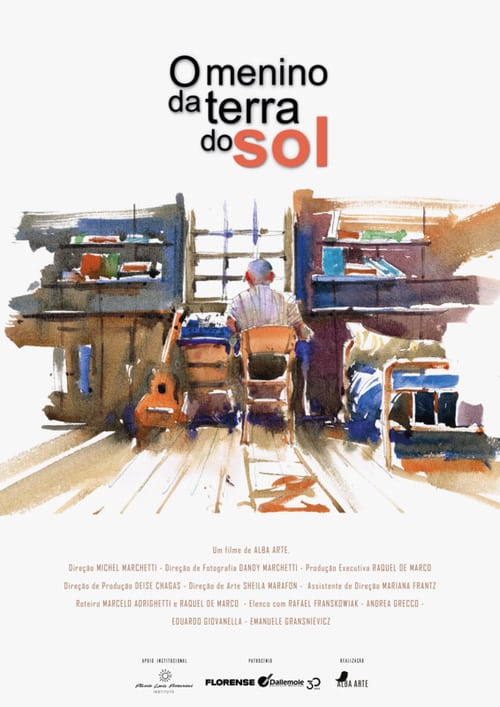 O menino
da terra
do sol
Um filme de ALBA ARTE.
Direção MICHEL MARCHETTI - Direção de Fotografia DANDY MARCHETTI - Produção Executiva RAQUEL DE MARCO
Direção de Produção DEISE CHAGAS - Direção de Arte SHEILA MARAFON - Assistente de Direção MARIANA FRANTZ
Roteiro MARCELO ADRIGHETTI e RAQUEL DE MARCO - Elenco com RAFAEL FRANSKOWIAK - ANDREA GRECCO -
EDUARDO GIOVANELLA - EMANUELE GRANSNIEVICZ
APOIO INSTITUCIONAL PATROCÍNIO REALIZAÇÃO
INSTITUTO FLORENSE Dallemole 30 ALBA ARTE